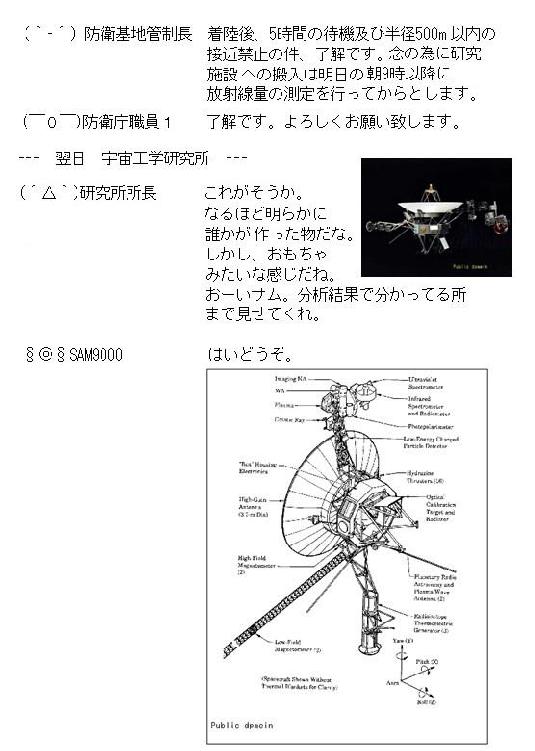 (´-｀) 防衛基地管制長 着陸後、5時間の待機及び半径500m以内の
接近禁止の件、了解です。念の為に研究
施設への搬入は明日の朝9時以降に
放射線量の測定を行ってからとします。
(￣O￣)防衛庁職員1 了解です。よろしくお願い致します。
--- 翌日 宇宙工学研究所 ---
(´△｀)研究所所長 これがそうか。
なるほど明らかに
誰かが作った物だな。
しかし、おもちゃ
みたいな感じだね。
おーいサム。分析結果で分かってる所
まで見せてくれ。
Public domain
§@§SAM9000 はいどうぞ。
Imaging NA
WA
Plasma
Cosmic Ray
"Bus" Housing
Electronics
High-Gain
Antenna
(3.7-m Dia)
High Field
Magnetometer
(2)
Low-Field
Magnetometer (2)
(Spacecraft Shown Without
Thermal Blankets for Clarity)
Ultraviolet
Spectrometer
Infrared
Spectrometer
and Radiometer
Photopolarimeter
Low-Energy Charged
Particle Detector
Hydrazine
Thrusters (16)
Optical
Calibration
Target and
Radiator
Planetary Radio
Astronomy and
Plasma Wave
Antenna (2)
Radioisotope
Thermoelectric
Generator (3)
Yaw (Y)
Pitch (X)
Axes
Roll (Z)
Public domain